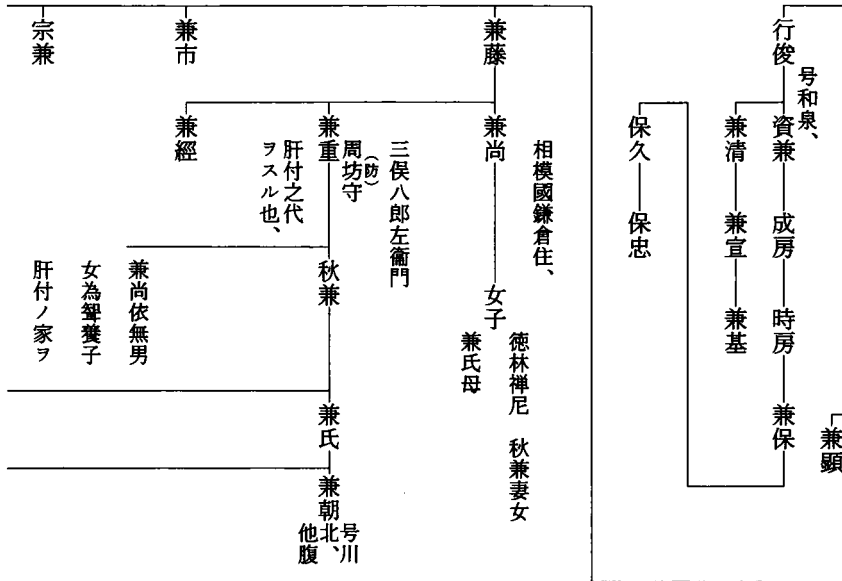 兼顕
行俊
号和泉、
資兼
成房
時房
兼保
兼清
兼宣
兼基
保久
保忠
兼藤
兼尚
相模國鎌倉住、
女子
徳林禅尼 秋兼妻女
兼氏母
兼重
三俣八郎左衞門
周坊守
(防)
肝付之代
ヲスル也、
秋兼
兼尚依無男
女為聟養子
肝付ノ家ヲ
兼氏
兼朝
号川
北、
他腹
兼經
兼市
宗兼